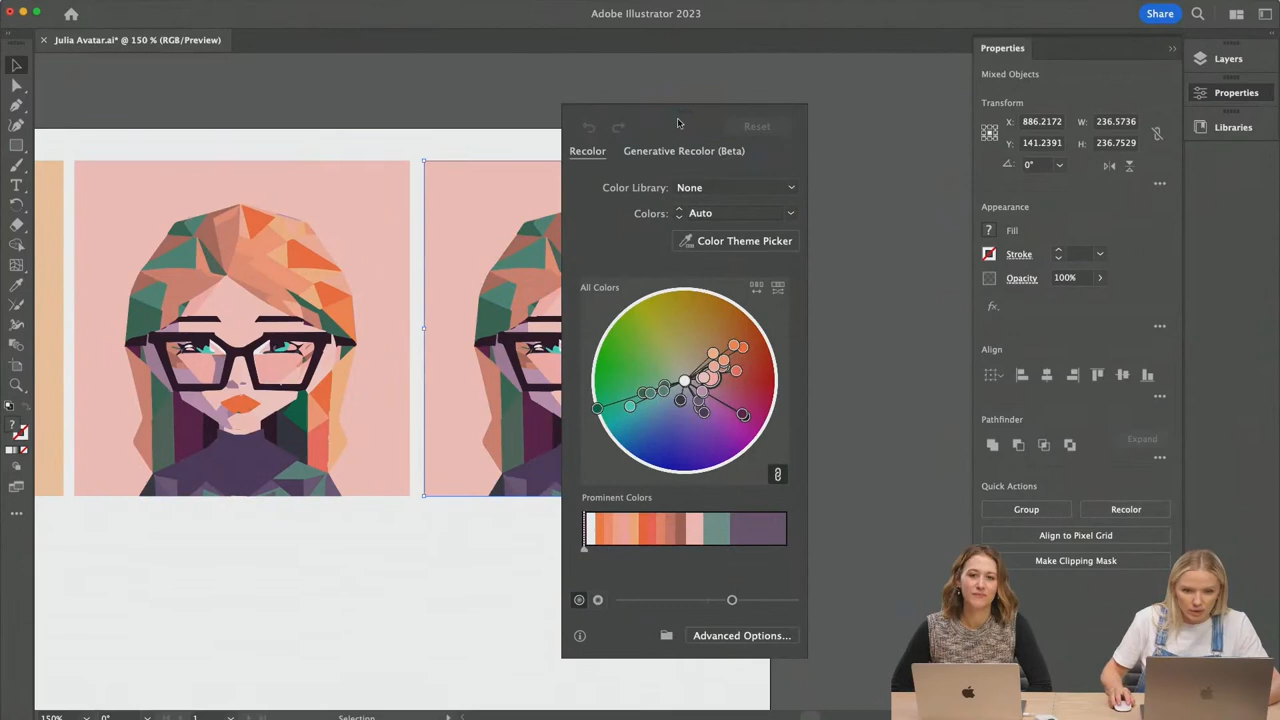 Adobe Illustrator 2023
Share
Julia Avatar.ai* @ 150 % (RGB/Preview)
Reset
Recolor
Generative Recolor (Beta)
Color Library: None
Colors: Auto
Color Theme Picker
All Colors
Prominent Colors
Advanced Options...
Properties
Mixed Objects
Transform
X: 886.2172 W: 236.5736
Y: 141.2391 H: 236.7529
0°
Appearance
? Fill
Stroke
Opacity 100%
fx.
Align
Pathfinder
Expand
Quick Actions
Group
Recolor
Align to Pixel Grid
Make Clipping Mask
Layers
Properties
Libraries
?
150% 0° 1 Selection